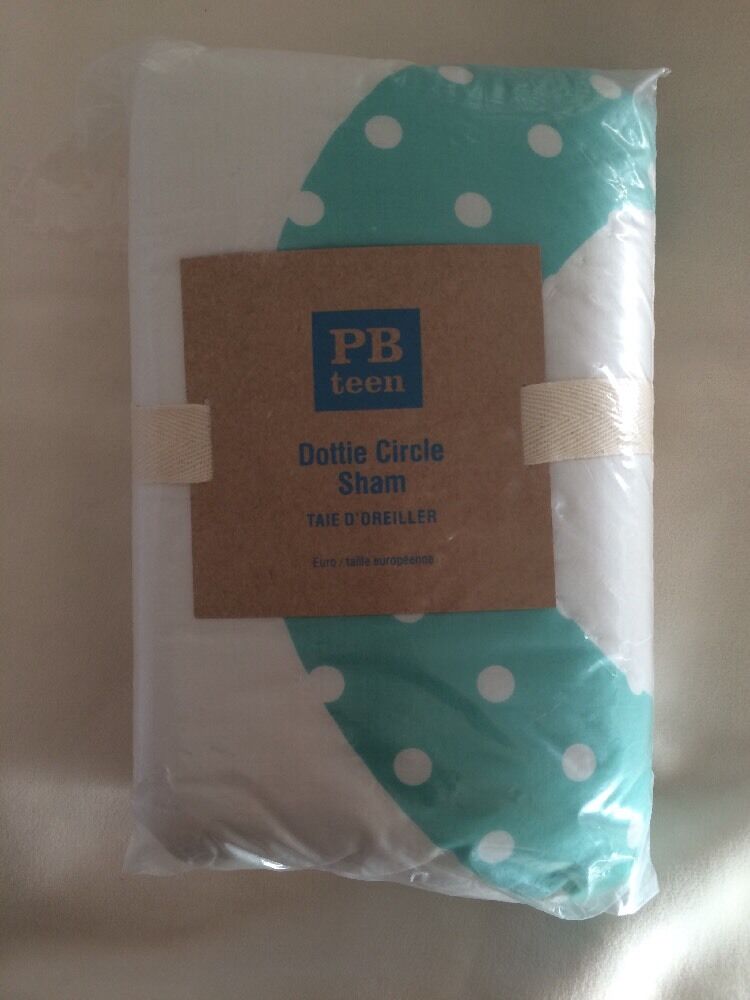 PB
teen
Dottie Circle
Sham
TAIE D'OREILLER
Euro / taille européenne